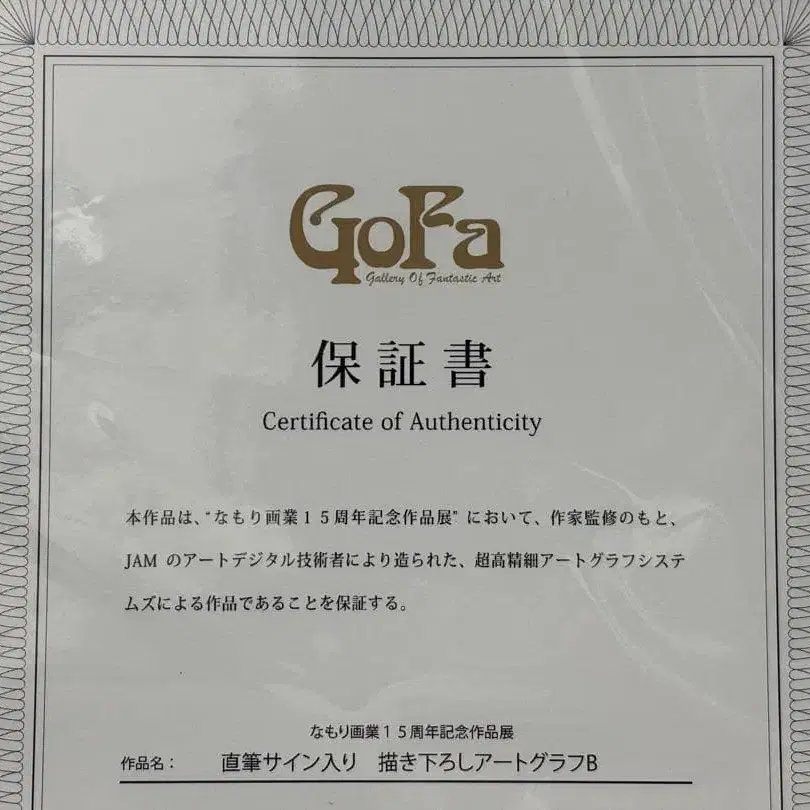 GoFa
Gallery Of Fantastic Art
保証書
Certificate of Authenticity
本作品は、“なもり画業１５周年記念作品展" において、作家監修のもと、
JAM のアートデジタル技術者により造られた、超高精細アートグラフシステ
ムズによる作品であることを保証する。
なもり画業１５周年記念作品展
作品名： 直筆サイン入り　描き下ろしアートグラフB